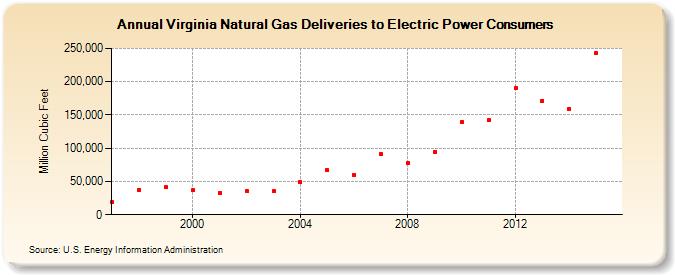 Annual Virginia Natural Gas Deliveries to Electric Power Consumers
Million Cubic Feet
250,000
200,000
150,000
100,000
50,000
0
2000 2004 2008 2012
Source: U.S. Energy Information Administration